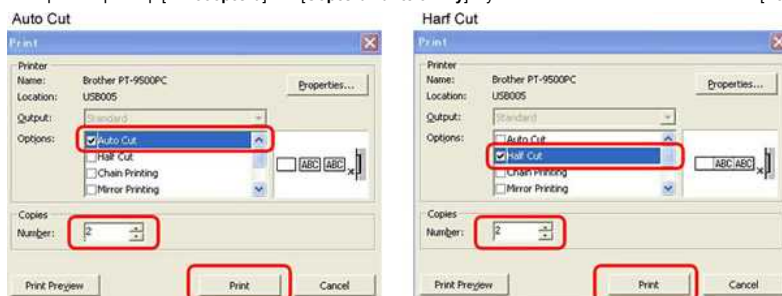 Auto Cut
Print
Printer
Name: Brother PT-9500PC
Properties...
Location: USB005
Output: Standard
Options: Auto Cut
Half Cut
Chain Printing
Mirror Printing
ABC ABC
Copies
Number: 2
Print Preview Print Cancel
Harf Cut
Print
Printer
Name: Brother PT-9500PC
Properties...
Location: USB005
Output: Standard
Options: Auto Cut
Half Cut
Chain Printing
Mirror Printing
ABC ABC
Copies
Number: 2
Print Preview Print Cancel